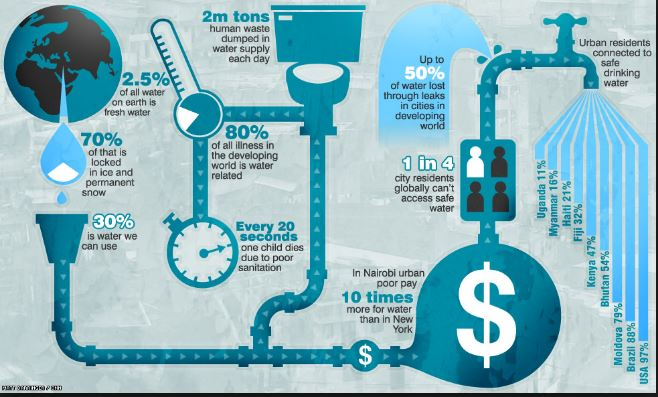 2.5%
of all water
on earth is
fresh water
70%
of that is
locked
in ice and
permanent
snow
30%
is water we
can use
2m tons
human waste
dumped in
water supply
each day
80%
of all illness in
the developing
world is water
related
Every 20
seconds
one child dies
due to poor
sanitation
Up to
50%
of water lost
through leaks
in cities in
developing
world
1 in 4
city residents
globally can't
access safe
water
In Nairobi urban
poor pay
10 times
more for water
than in New
York
$
$
Urban residents
connected to
safe
drinking
water
Uganda 11%
Myanmar 16%
Haiti 21%
Fiji 32%
Kenya 47%
Bhutan 54%
Moldova 79%
Brazil 88%
USA 97%